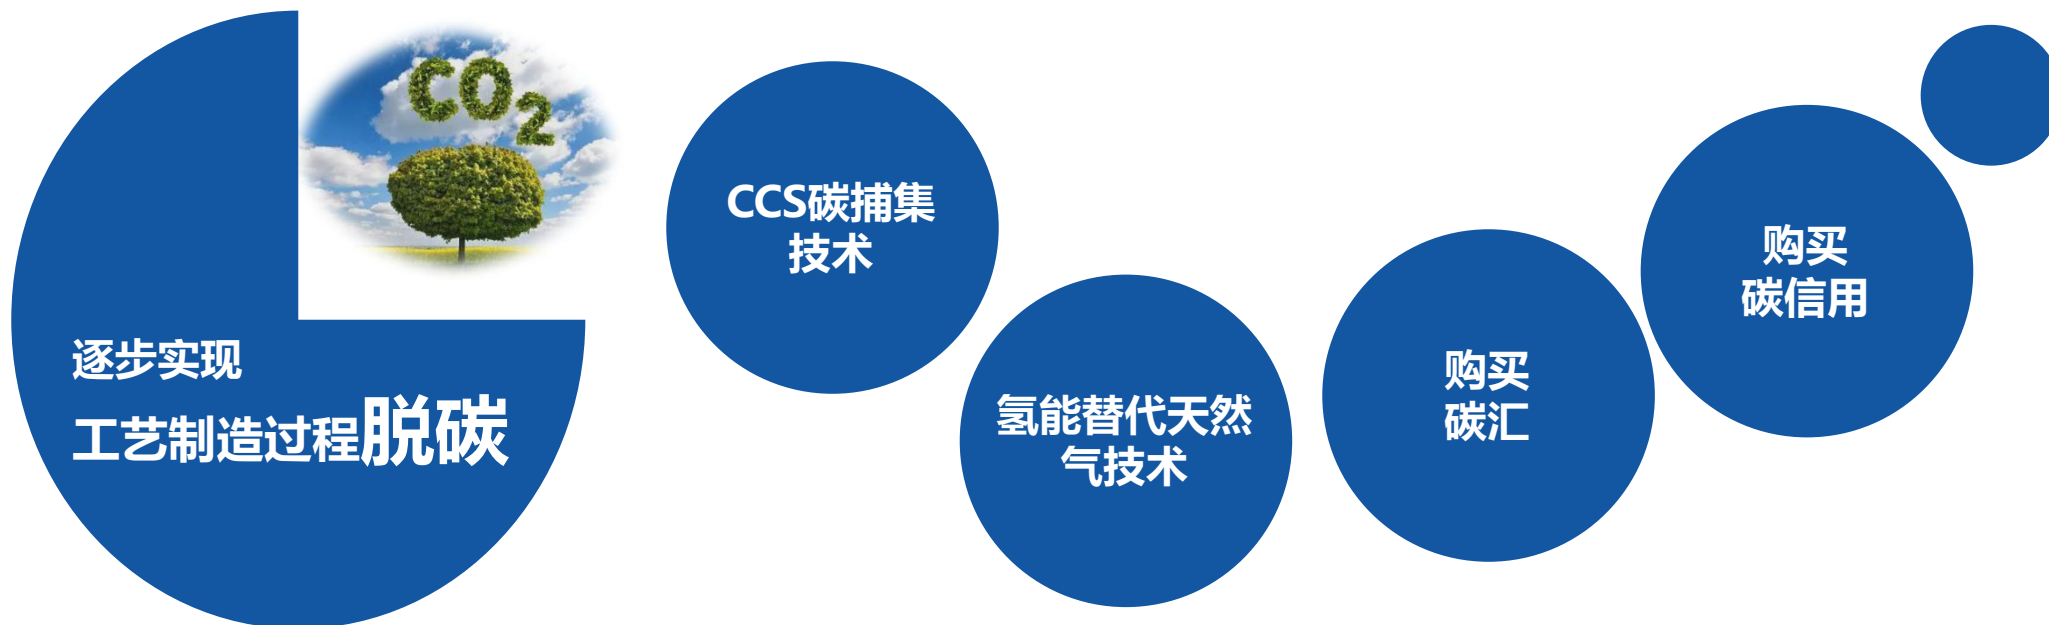 CO₂
逐步实现
工艺制造过程脱碳
CCS碳捕集
技术
氢能替代天然
气技术
购买
碳汇
购买
碳信用